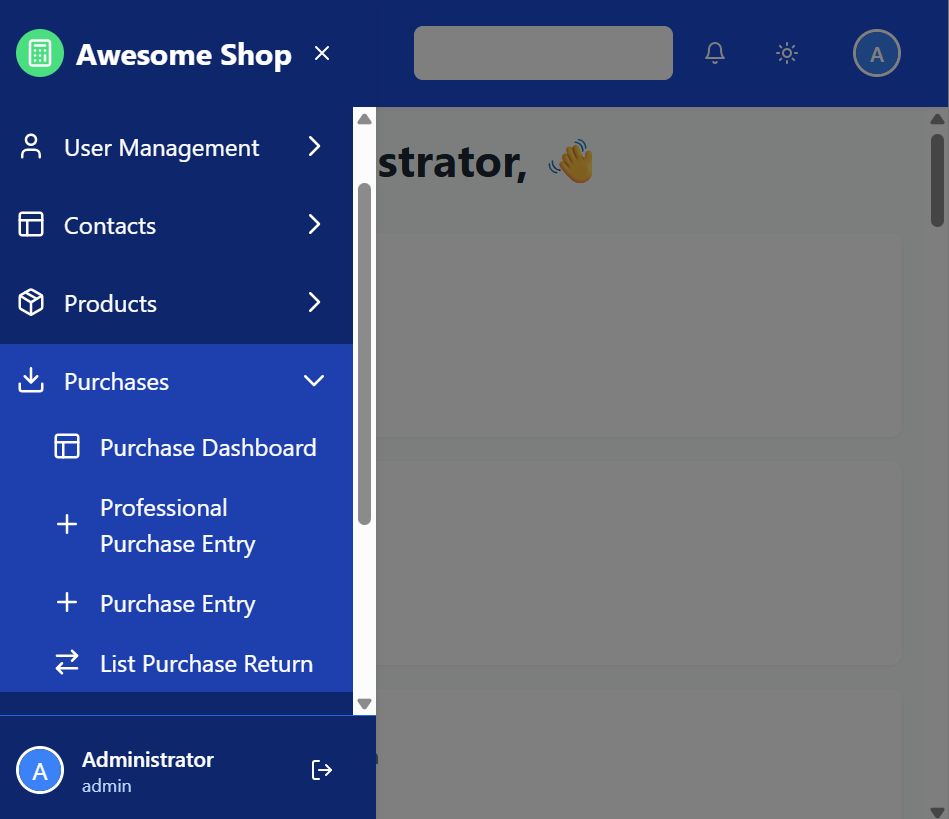 Awesome Shop
A
strator, 👋
User Management
Contacts
Products
Purchases
Purchase Dashboard
Professional
Purchase Entry
Purchase Entry
List Purchase Return
A
Administrator
admin